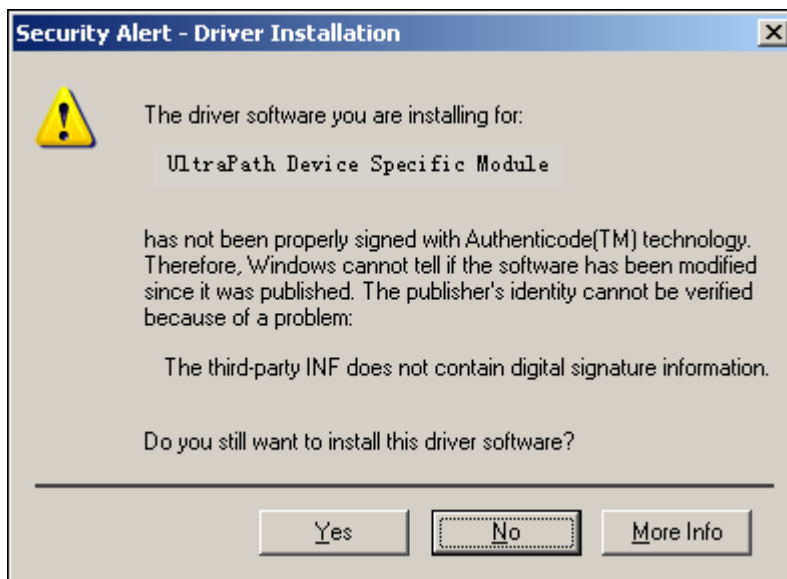 Security Alert - Driver Installation
The driver software you are installing for:
UltraPath Device Specific Module
has not been properly signed with Authenticode(TM) technology.
Therefore, Windows cannot tell if the software has been modified
since it was published. The publisher's identity cannot be verified
because of a problem:
The third-party INF does not contain digital signature information.
Do you still want to install this driver software?
Yes No More Info